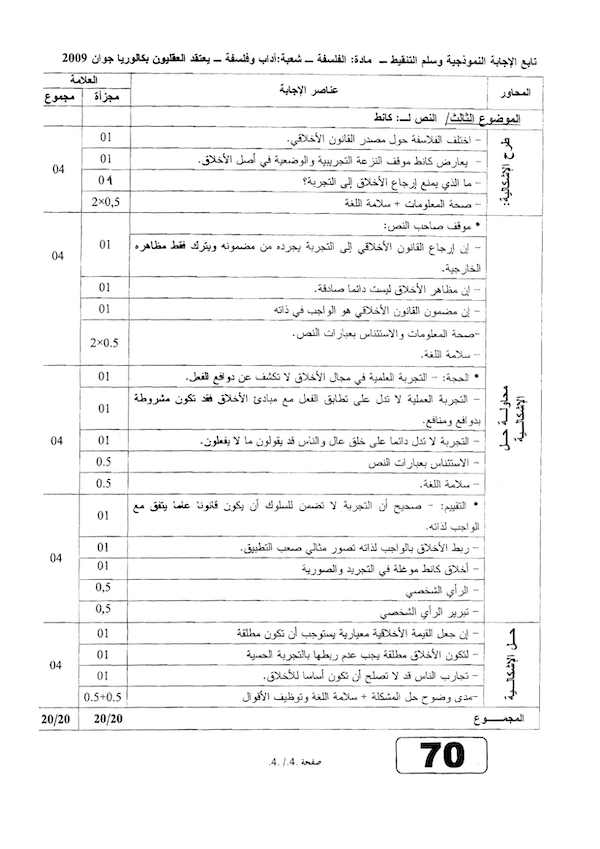 تابع الإجابة النموذجية وسلم التنقيط – مادة: الفلسفة – شعبة:آداب وفلسفة – يعتقد العقليون بكالوريا جوان 2009
المحاور عناصر الإجابة العلامة
مجزأة مجموع
الموضوع الثالث/ النص لـ: كانط
طرح الإشكالية:
– اختلف الفلاسفة حول مصدر القانون الأخلاقي. 01
– يعارض كانط موقف النزعة التجريبية والوضعية في أصل الأخلاق. 01
– ما الذي يمنع إرجاع الأخلاق إلى التجربة؟ 01
– صحة المعلومات + سلامة اللغة 0,5×2
04
محاولة حل الإشكالية
* موقف صاحب النص:
– إن إرجاع القانون الأخلاقي إلى التجربة يجرده من مضمونه ويترك فقط مظاهره 01
الخارجية.
– إن مظاهر الأخلاق ليست دائما صادقة. 01
– إن مضمون القانون الأخلاقي هو الواجب في ذاته 01
–صحة المعلومات والاستئناس بعبارات النص.
– سلامة اللغة. 0.5×2
04
* الحجة: – التجربة العلمية في مجال الأخلاق لا تكشف عن دوافع الفعل. 01
– التجربة العملية لا تدل على تطابق الفعل مع مبادئ الأخلاق فقد تكون مشروطة 01
بدوافع ومنافع.
– التجربة لا تدل دائما على خلق عال والناس قد يقولون ما لا يفعلون. 01
– الاستئناس بعبارات النص 0.5
– سلامة اللغة. 0.5
04
* التقييم: – صحيح أن التجربة لا تضمن للسلوك أن يكون قانونا عاما يتفق مع 01
الواجب لذاته.
– ربط الأخلاق بالواجب لذاته تصور مثالي صعب التطبيق. 01
– أخلاق كانط موغلة في التجريد والصورية 01
– الرأي الشخصي 0,5
– تبرير الرأي الشخصي 0,5
04
حل الإشكالية
– إن جعل القيمة الأخلاقية معيارية يستوجب أن تكون مطلقة 01
– لتكون الأخلاق مطلقة يجب عدم ربطها بالتجربة الحسية 01
– تجارب الناس قد لا تصلح أن تكون أساسا للأخلاق. 01
–مدى وضوح حل المشكلة + سلامة اللغة وتوظيف الأقوال 0.5+0.5
04
المجمـــوع 20/20 20/20
70
صفحة .4./ .4.